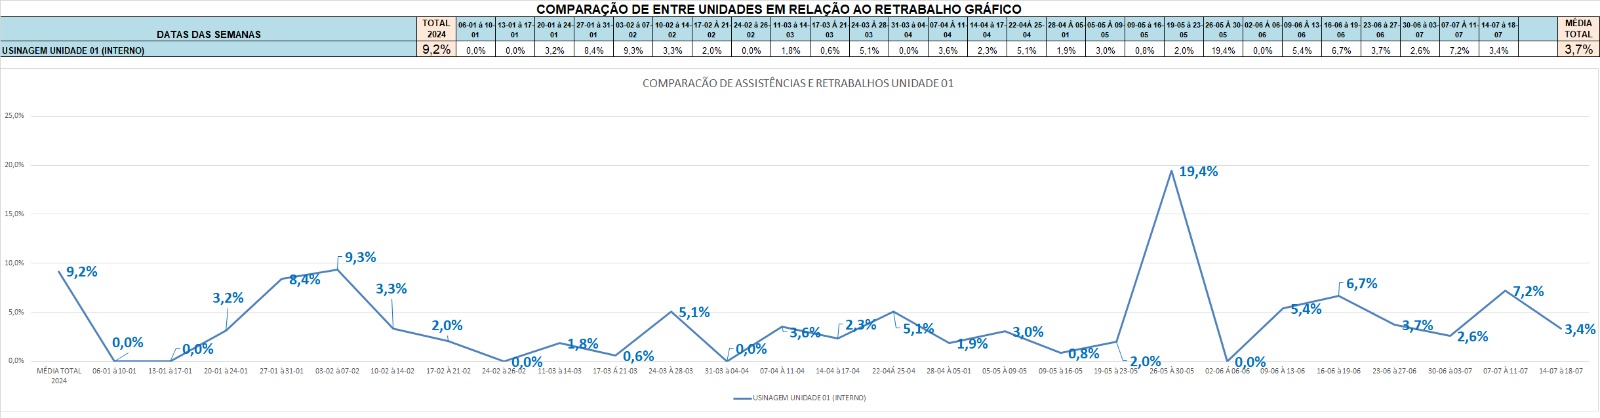 COMPARAÇÃO DE ENTRE UNIDADES EM RELAÇÃO AO RETRABALHO GRÁFICO
DATAS DAS SEMANAS TOTAL 2024 06-01 à 10-01 13-01 à 17-01 20-01 à 24-01 27-01 à 31-01 03-02 à 07-02 10-02 à 14-02 17-02 À 21-02 24-02 à 26-02 11-03 à 14-03 17-03 À 21-03 24-03 À 28-03 31-03 à 04-04 07-04 À 11-04 14-04 À 17-04 22-04À 25-04 28-04 À 05-01 05-05 À 09-05 09-05 à 16-05 19-05 à 23-05 26-05 à 30-05 02-06 À 06-06 09-06 À 13-06 16-06 à 19-06 23-06 À 27-06 30-06 à 03-07 07-07 À 11-07 14-07 à 18-07 MÉDIA TOTAL
USINAGEM UNIDADE 01 (INTERNO) 9,2% 0,0% 0,0% 3,2% 8,4% 9,3% 3,3% 2,0% 0,0% 1,8% 0,6% 5,1% 0,0% 3,6% 2,3% 5,1% 1,9% 3,0% 0,8% 2,0% 19,4% 0,0% 5,4% 6,7% 3,7% 2,6% 7,2% 3,4% 3,7%
COMPARACÃO DE ASSISTÊNCIAS E RETRABALHOS UNIDADE 01
25,0%
20,0%
15,0%
10,0%
5,0%
0,0%
9,2% 0,0% 0,0% 3,2% 8,4% 9,3% 3,3% 2,0% 0,0% 1,8% 0,6% 5,1% 0,0% 3,6% 2,3% 5,1% 1,9% 3,0% 0,8% 2,0% 19,4% 0,0% 5,4% 6,7% 3,7% 2,6% 7,2% 3,4%
MÉDIA TOTAL 2024 06-01 à 10-01 13-01 à 17-01 20-01 à 24-01 27-01 à 31-01 03-02 à 07-02 10-02 à 14-02 17-02 À 21-02 24-02 à 26-02 11-03 à 14-03 17-03 À 21-03 24-03 À 28-03 31-03 à 04-04 07-04 À 11-04 14-04 À 17-04 22-04À 25-04 28-04 À 05-01 05-05 À 09-05 09-05 à 16-05 19-05 à 23-05 26-05 à 30-05 02-06 À 06-06 09-06 À 13-06 16-06 à 19-06 23-06 À 27-06 30-06 à 03-07 07-07 À 11-07 14-07 à 18-07
USINAGEM UNIDADE 01 (INTERNO)